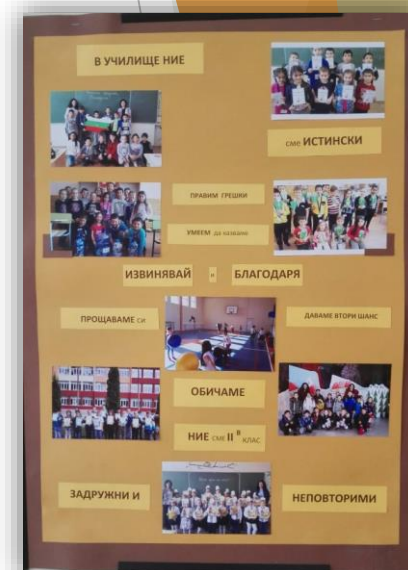 В УЧИЛИЩЕ НИЕ
сме ИСТИНСКИ
ПРАВИМ ГРЕШКИ
УМЕЕМ да казваме
ИЗВИНЯВАЙ и БЛАГОДАРЯ
ПРОЩАВАМЕ СИ
ДАВАМЕ ВТОРИ ШАНС
ОБИЧАМЕ
НИЕ СМЕ II В КЛАС
ЗАДРУЖНИ И
НЕПОВТОРИМИ